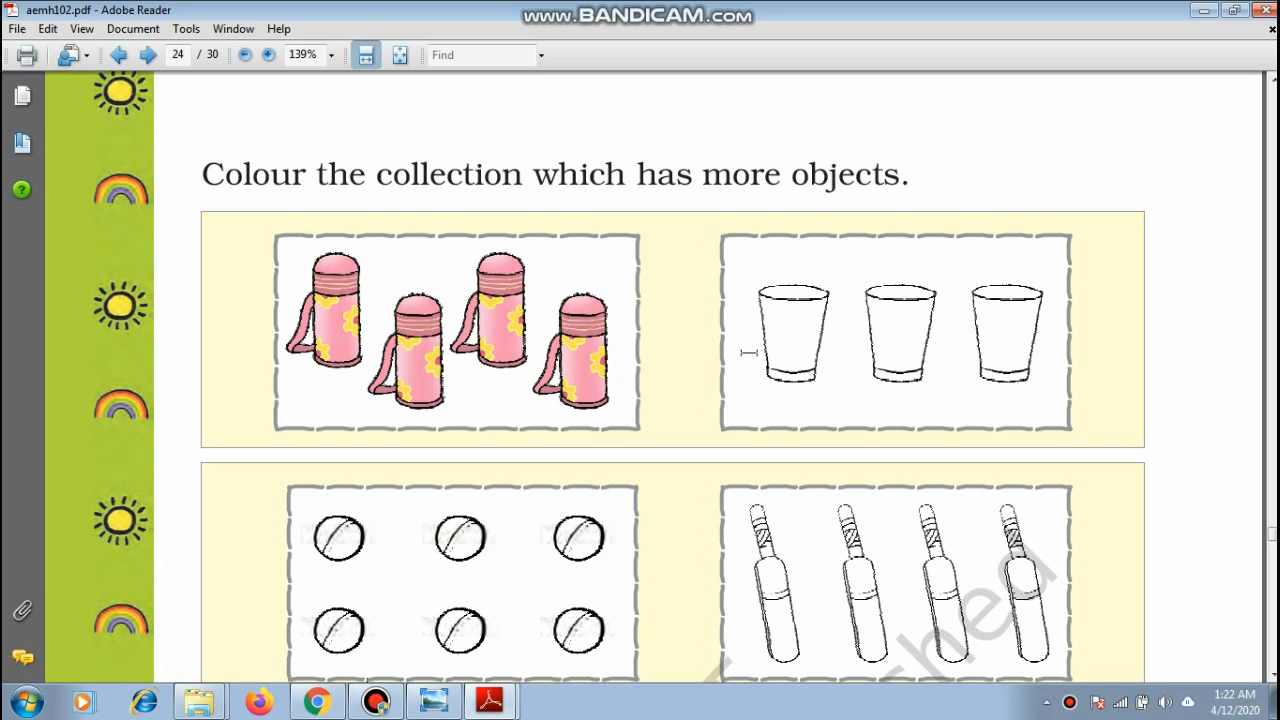 aemh102.pdf - Adobe Reader
www.BANDICAM.com
File Edit View Document Tools Window Help
24 / 30 139% Find
Colour the collection which has more objects.
shed
1:22 AM
4/12/2020